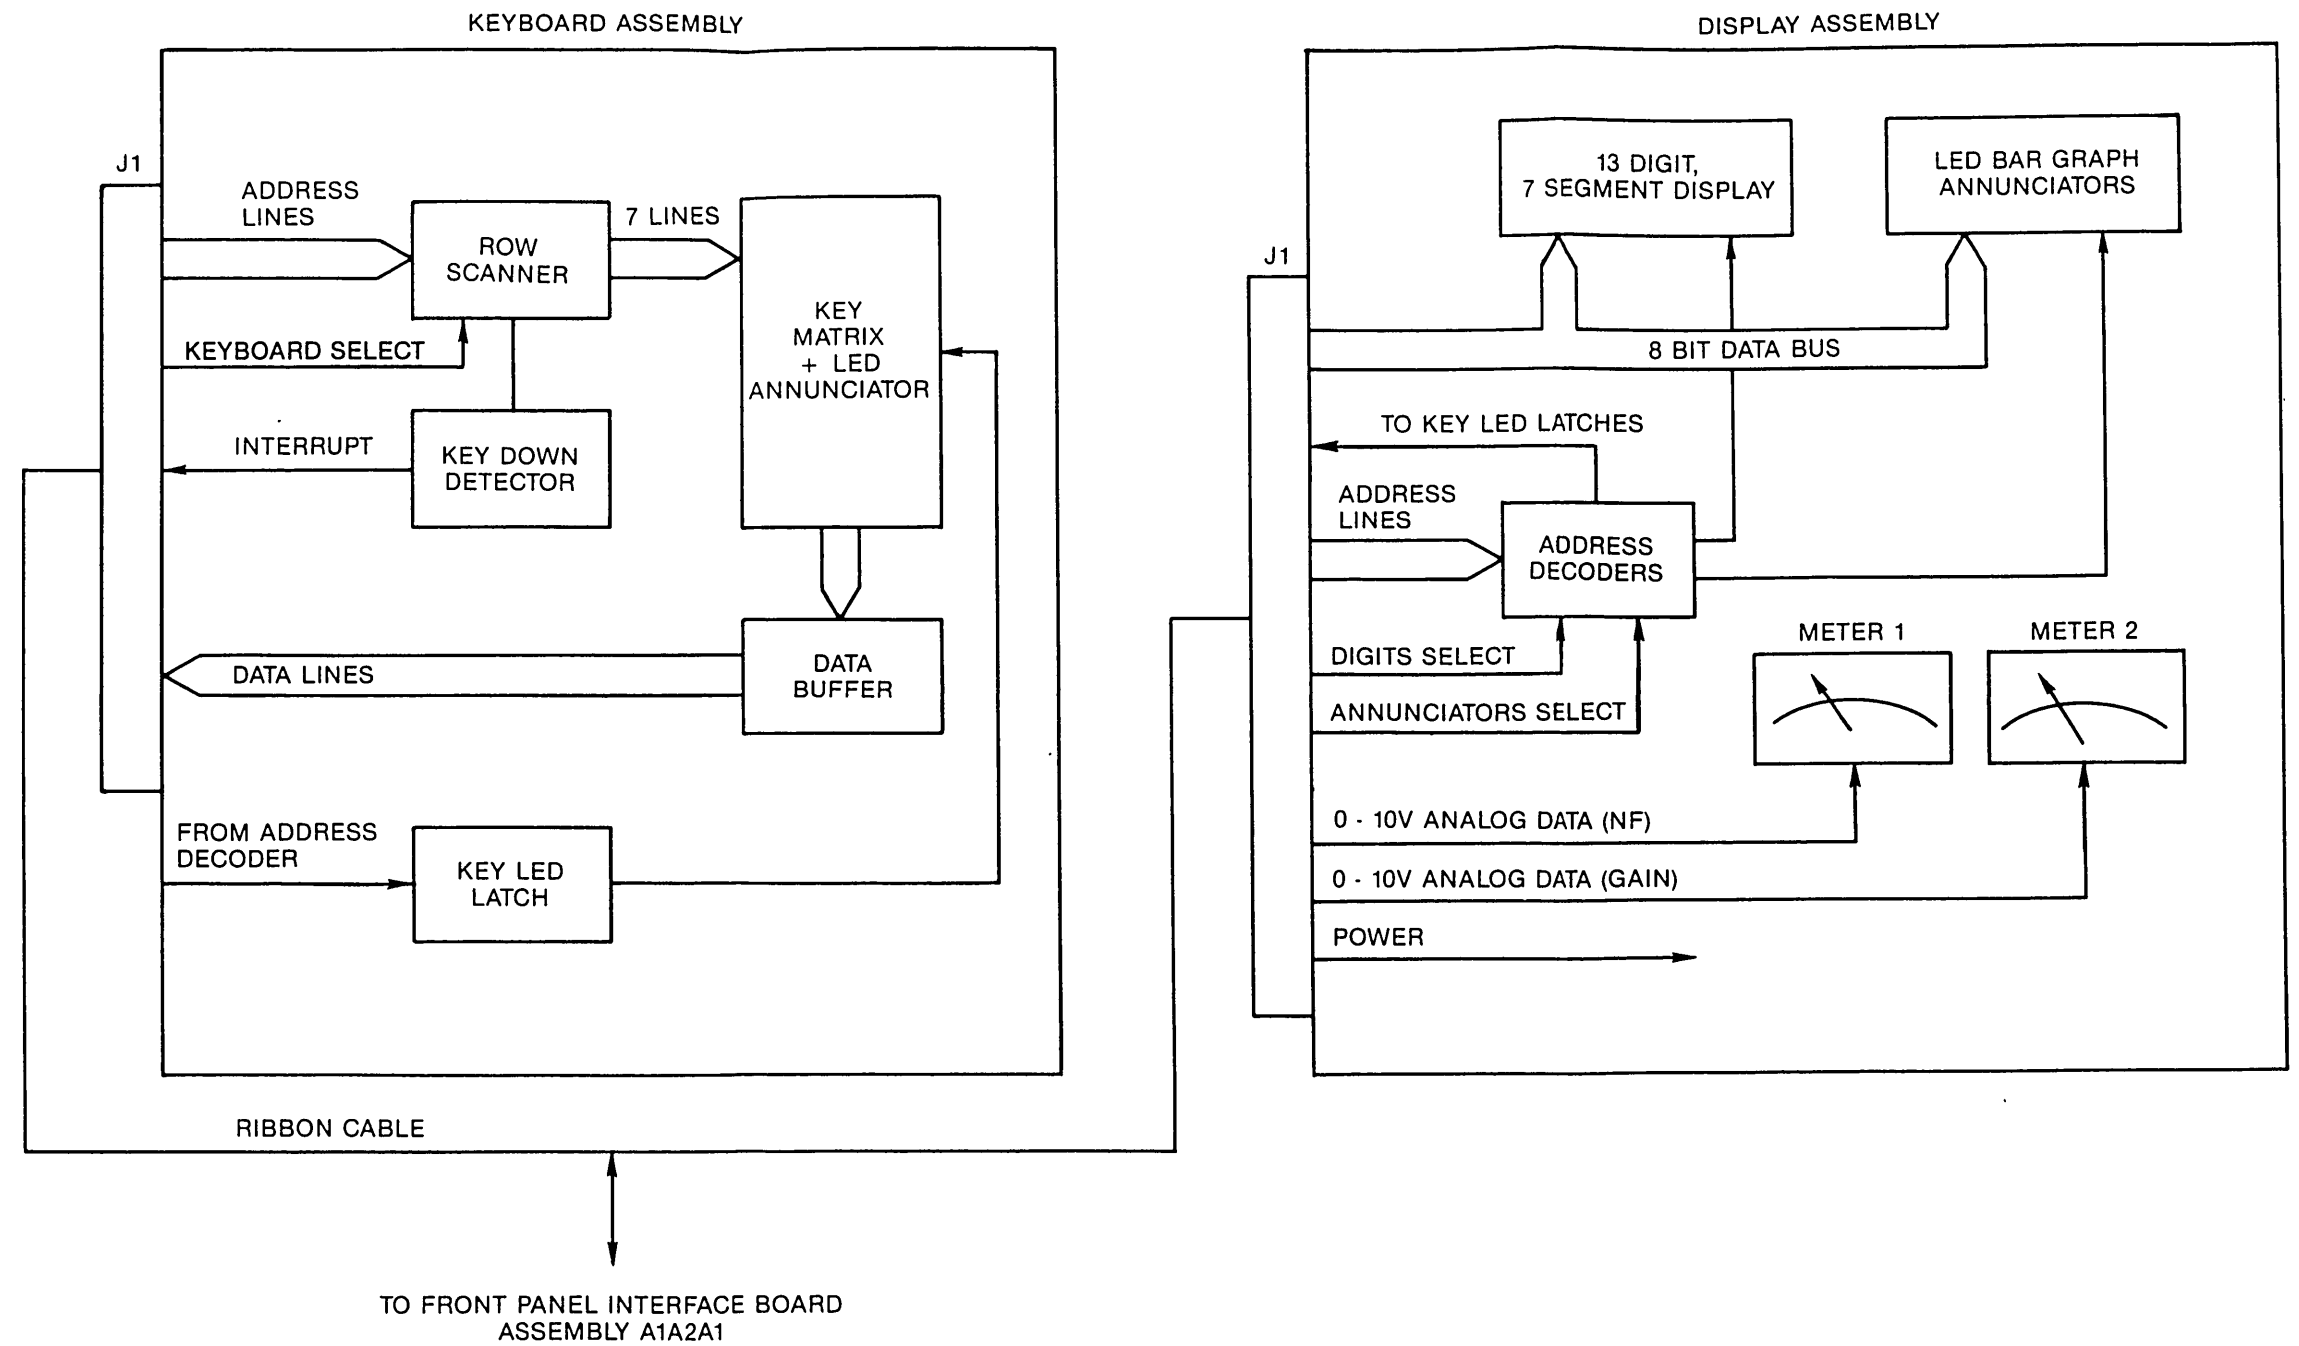 KEYBOARD ASSEMBLY
J1
ADDRESS
LINES
ROW
SCANNER
7 LINES
KEY
MATRIX
+ LED
ANNUNCIATOR
KEYBOARD SELECT
INTERRUPT
KEY DOWN
DETECTOR
DATA LINES
DATA
BUFFER
FROM ADDRESS
DECODER
KEY LED
LATCH
RIBBON CABLE
TO FRONT PANEL INTERFACE BOARD
ASSEMBLY A1A2A1
DISPLAY ASSEMBLY
J1
13 DIGIT,
7 SEGMENT DISPLAY
LED BAR GRAPH
ANNUNCIATORS
8 BIT DATA BUS
TO KEY LED LATCHES
ADDRESS
LINES
ADDRESS
DECODERS
DIGITS SELECT
ANNUNCIATORS SELECT
METER 1
METER 2
0 - 10V ANALOG DATA (NF)
0 - 10V ANALOG DATA (GAIN)
POWER